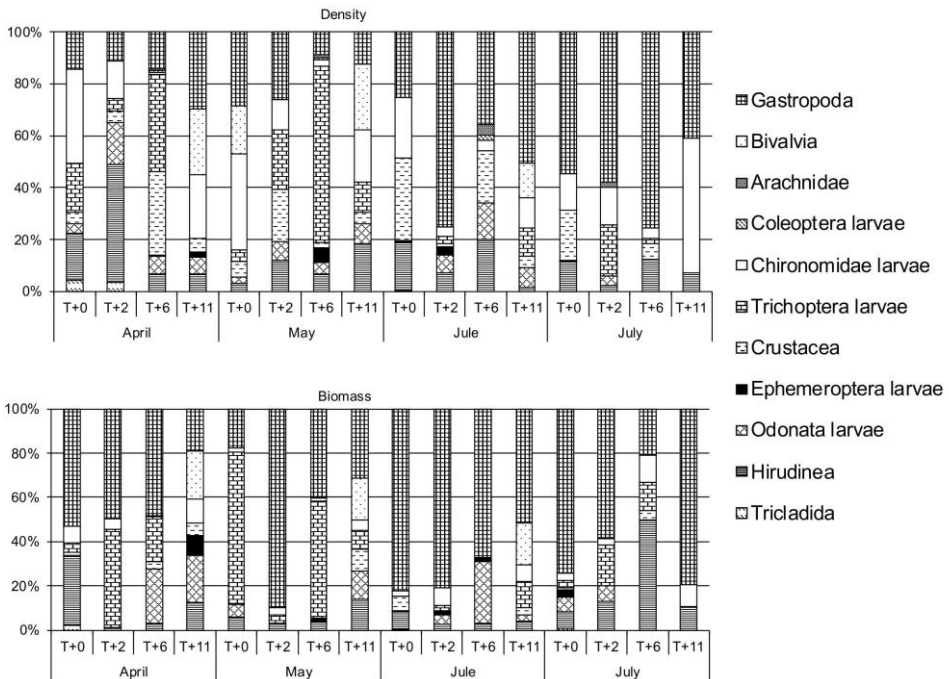 Density
100%
80%
60%
40%
20%
0%
T+0 T+2 T+6 T+11 T+0 T+2 T+6 T+11 T+0 T+2 T+6 T+11 T+0 T+2 T+6 T+11
April May Jule July
Gastropoda
Bivalvia
Arachnidae
Coleoptera larvae
Chironomidae larvae
Trichoptera larvae
Crustacea
Ephemeroptera larvae
Odonata larvae
Hirudinea
Tricladida
Biomass
100%
80%
60%
40%
20%
0%
T+0 T+2 T+6 T+11 T+0 T+2 T+6 T+11 T+0 T+2 T+6 T+11 T+0 T+2 T+6 T+11
April May Jule July